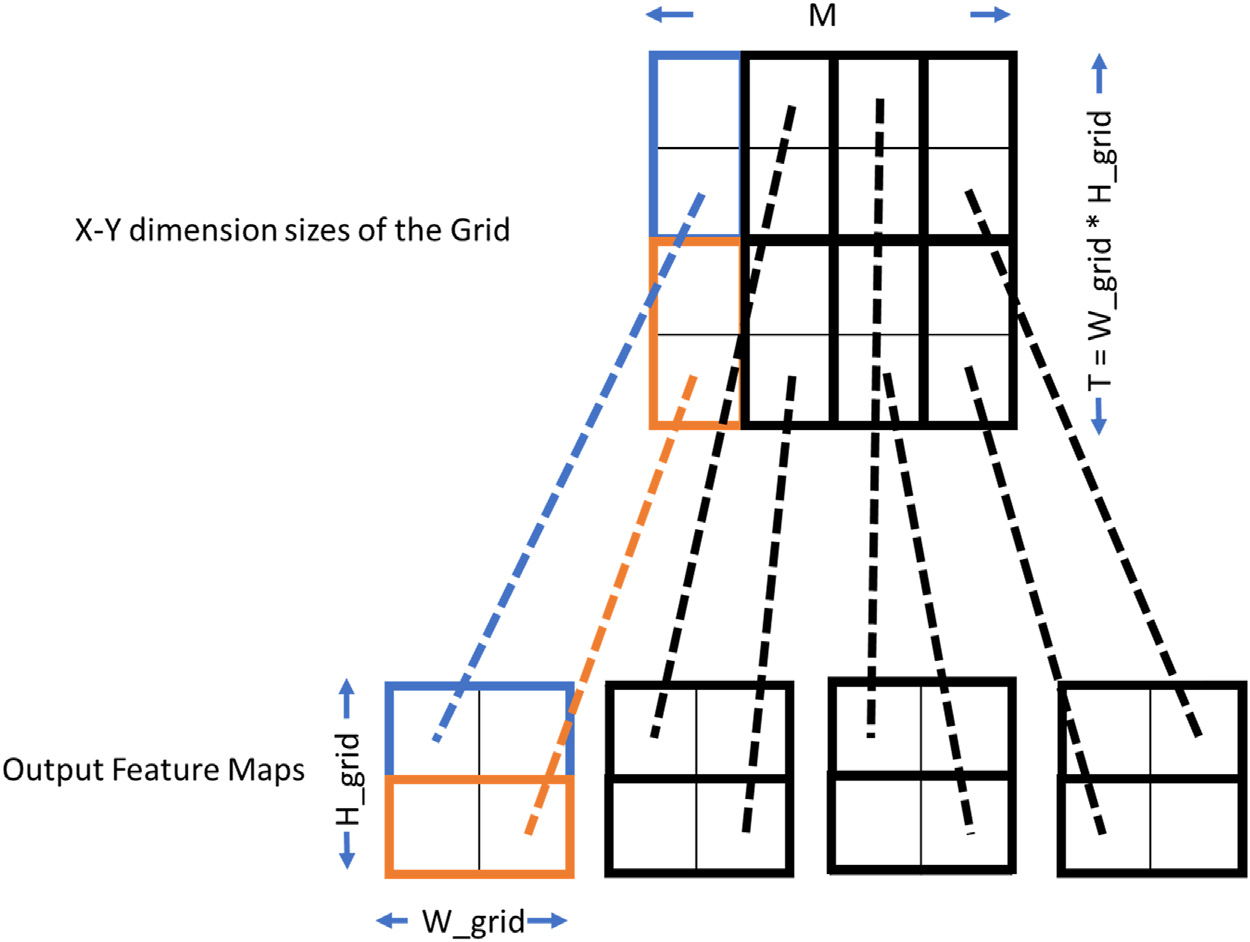 M
X-Y dimension sizes of the Grid
T = W_grid * H_grid
Output Feature Maps
H_grid
W_grid